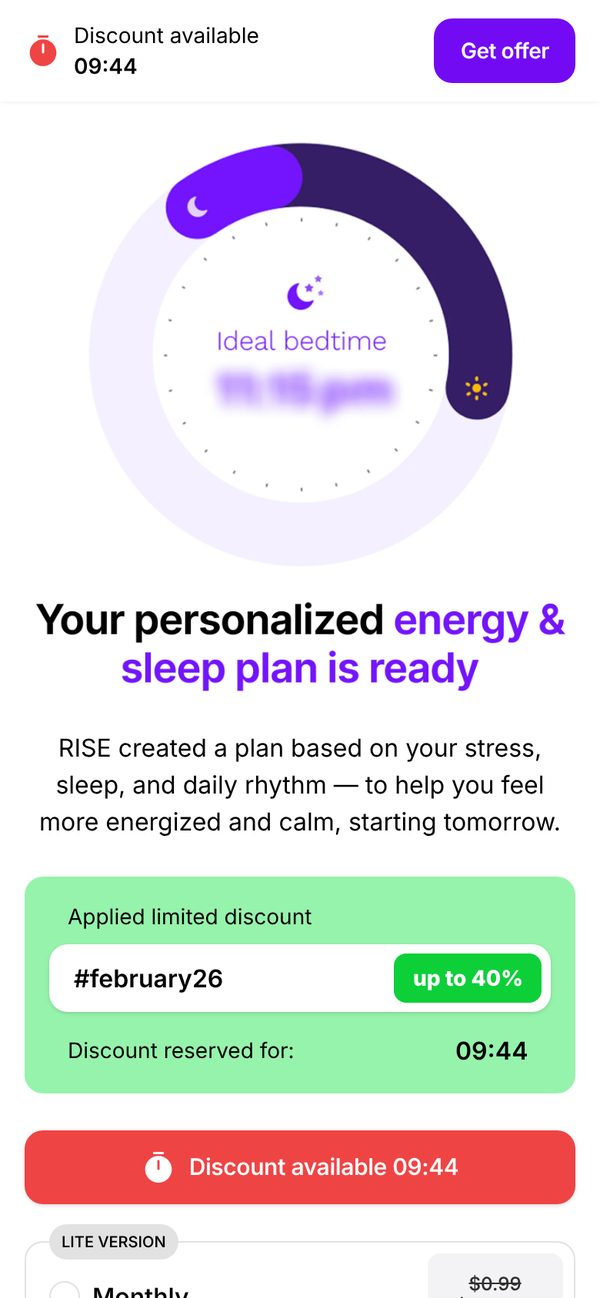 Discount available
09:44
Get offer
Ideal bedtime
Your personalized energy &
sleep plan is ready
RISE created a plan based on your stress,
sleep, and daily rhythm — to help you feel
more energized and calm, starting tomorrow.
Applied limited discount
#february26
up to 40%
Discount reserved for:
09:44
Discount available 09:44
LITE VERSION
Monthly
$0.99